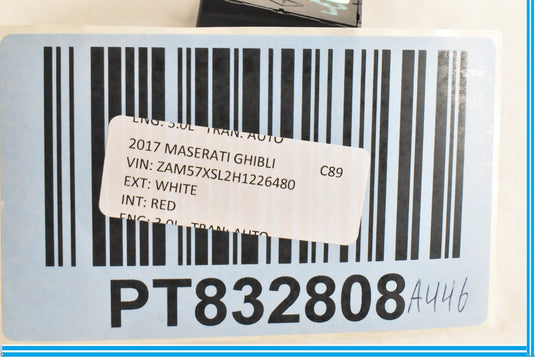 ENG: 3.0L TRAN: AUTO
2017 MASERATI GHIBLI C89
VIN: ZAM57XSL2H1226480
EXT: WHITE
INT: RED
ENG: 3.0L TRAN: AUTO
PT832808 A446